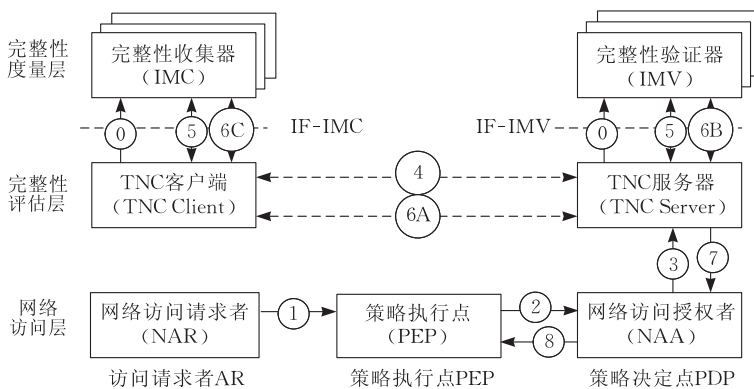 完整性
度量层
完整性收集器
（IMC）
完整性验证器
（IMV）
0
5
6C
IF-IMC
IF-IMV
0
5
6B
完整性
评估层
TNC客户端
（TNC Client）
4
6A
TNC服务器
（TNC Server）
3
7
网络
访问层
网络访问请求者
（NAR）
1
策略执行点
（PEP）
2
8
网络访问授权者
（NAA）
访问请求者AR
策略执行点PEP
策略决定点PDP